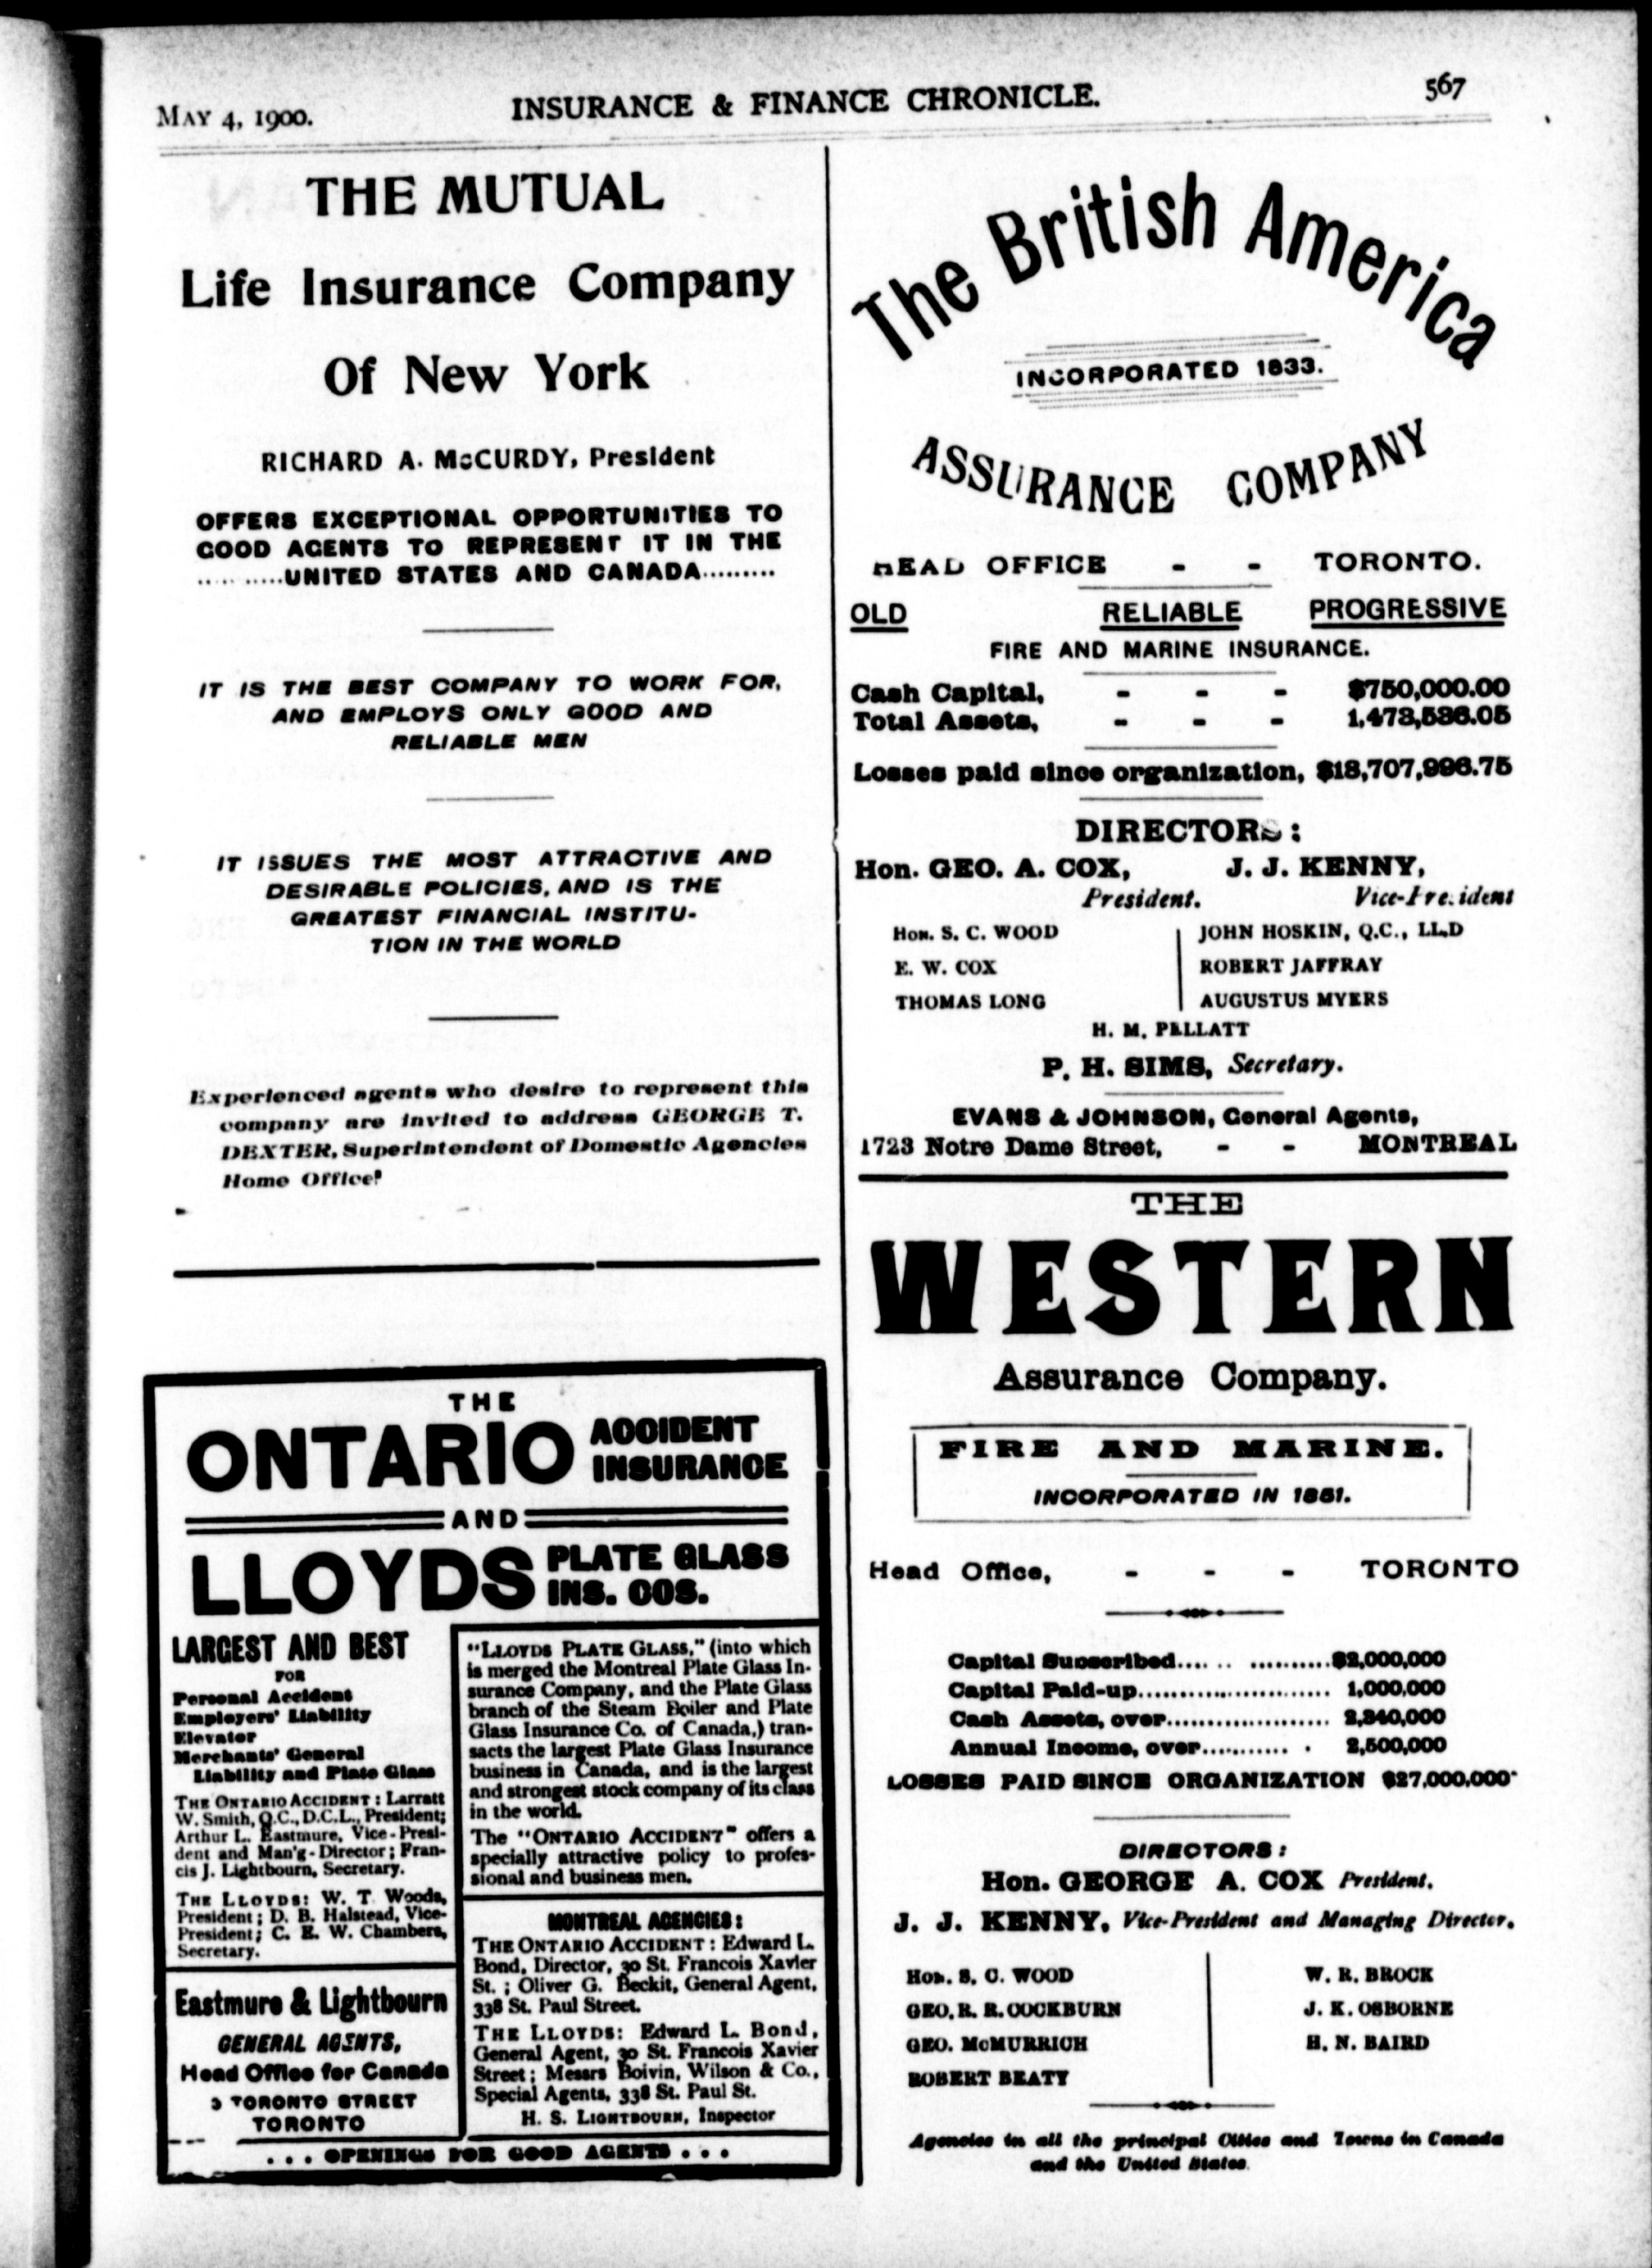 MAY 4, 1900.
INSURANCE & FINANCE CHRONICLE.
567
THE MUTUAL
Life Insurance Company
Of New York
RICHARD A. McCURDY, President
OFFERS EXCEPTIONAL OPPORTUNITIES TO
GOOD AGENTS TO REPRESENT IT IN THE
..........UNITED STATES AND CANADA.........
IT IS THE BEST COMPANY TO WORK FOR,
AND EMPLOYS ONLY GOOD AND
RELIABLE MEN
IT ISSUES THE MOST ATTRACTIVE AND
DESIRABLE POLICIES, AND IS THE
GREATEST FINANCIAL INSTITU-
TION IN THE WORLD
Experienced agents who desire to represent this
company are invited to address GEORGE T.
DEXTER, Superintendent of Domestic Agencies
Home Office
THE
ONTARIO ACCIDENT
INSURANCE
AND
LLOYDS PLATE GLASS
INS. COS.
LARGEST AND BEST
FOR
Personal Accident
Employers' Liability
Elevator
Merchants' General
Liability and Plate Glass
THE ONTARIO ACCIDENT: Larratt
W. Smith, Q.C., D.C.L., President;
Arthur L. Eastmure, Vice-Presi-
dent and Man'g-Director; Fran-
cis J. Lightbourn, Secretary.
THE LLOYDS: W. T. Woods,
President; D. B. Halstead, Vice-
President; C. E. W. Chambers,
Secretary.
Eastmure & Lightbourn
GENERAL AGENTS,
Head Office for Canada
3 TORONTO STREET
TORONTO
"LLOYDS PLATE GLASS," (into which
is merged the Montreal Plate Glass In-
surance Company, and the Plate Glass
branch of the Steam Boiler and Plate
Glass Insurance Co. of Canada,) tran-
sacts the largest Plate Glass Insurance
business in Canada, and is the largest
and strongest stock company of its class
in the world.
The "ONTARIO ACCIDENT" offers a
specially attractive policy to profes-
sional and business men.
MONTREAL AGENCIES:
THE ONTARIO ACCIDENT: Edward L.
Bond, Director, 30 St. Francois Xavier
St.; Oliver G. Beckit, General Agent,
338 St. Paul Street.
THE LLOYDS: Edward L. Bond,
General Agent, 30 St. Francois Xavier
Street; Messrs Boivin, Wilson & Co.,
Special Agents, 338 St. Paul St.
H. S. LIGHTBOURN, Inspector
... OPENINGS FOR GOOD AGENTS ...
The British America
INCORPORATED 1833.
ASSURANCE COMPANY
HEAD OFFICE - - TORONTO.
OLD RELIABLE PROGRESSIVE
FIRE AND MARINE INSURANCE.
Cash Capital, - - - $750,000.00
Total Assets, - - - 1,473,536.05
Losses paid since organization, $18,707,996.75
DIRECTORS:
Hon. GEO. A. COX, J. J. KENNY,
President. Vice-President
HON. S. C. WOOD JOHN HOSKIN, Q.C., LL.D
E. W. COX ROBERT JAFFRAY
THOMAS LONG AUGUSTUS MYERS
H. M. PELLATT
P. H. SIMS, Secretary.
EVANS & JOHNSON, General Agents,
1723 Notre Dame Street, - - MONTREAL
THE
WESTERN
Assurance Company.
FIRE AND MARINE.
INCORPORATED IN 1851.
Head Office, - - - TORONTO
Capital Subscribed.................$2,000,000
Capital Paid-up........................... 1,000,000
Cash Assets, over...................... 2,340,000
Annual Income, over............ . 2,500,000
LOSSES PAID SINCE ORGANIZATION $27,000,000
DIRECTORS:
Hon. GEORGE A. COX President.
J. J. KENNY, Vice-President and Managing Director.
HON. S. C. WOOD W. R. BROCK
GEO. R. R. COCKBURN J. K. OSBORNE
GEO. McMURRICH H. N. BAIRD
ROBERT BEATY
Agencies in all the principal Cities and Towns in Canada
and the United States.